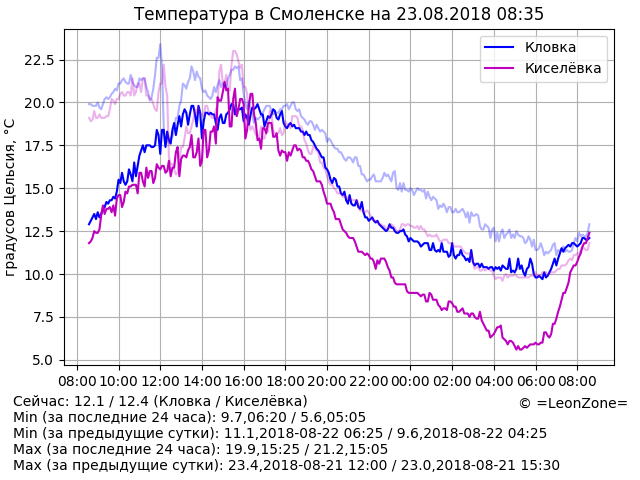 Температура в Смоленске на 23.08.2018 08:35
градусов Цельсия, °C
22.5
20.0
17.5
15.0
12.5
10.0
7.5
5.0
Кловка
Киселёвка
08:00 10:00 12:00 14:00 16:00 18:00 20:00 22:00 00:00 02:00 04:00 06:00 08:00
© =LeonZone=
Сейчас: 12.1 / 12.4 (Кловка / Киселёвка)
Min (за последние 24 часа): 9.7,06:20 / 5.6,05:05
Min (за предыдущие сутки): 11.1,2018-08-22 06:25 / 9.6,2018-08-22 04:25
Max (за последние 24 часа): 19.9,15:25 / 21.2,15:05
Max (за предыдущие сутки): 23.4,2018-08-21 12:00 / 23.0,2018-08-21 15:30